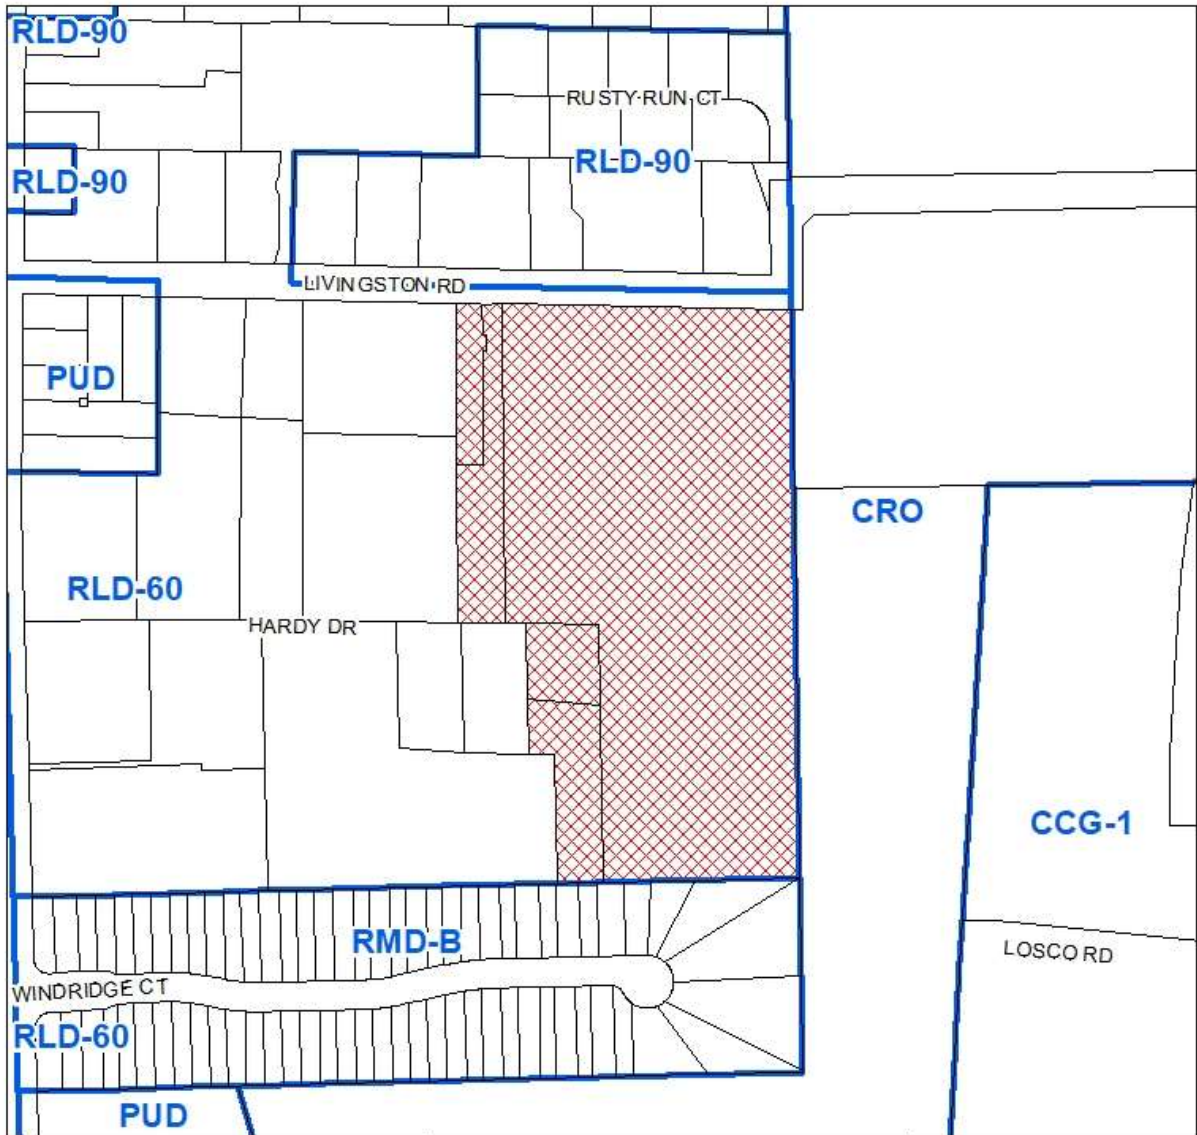 RLD-90
RUSTY RUN CT
RLD-90
RLD-90
LIVINGSTON RD
PUD
CRO
RLD-60
HARDY DR
CCG-1
RMD-B
LOSCO RD
WINDRIDGE CT
RLD-60
PUD